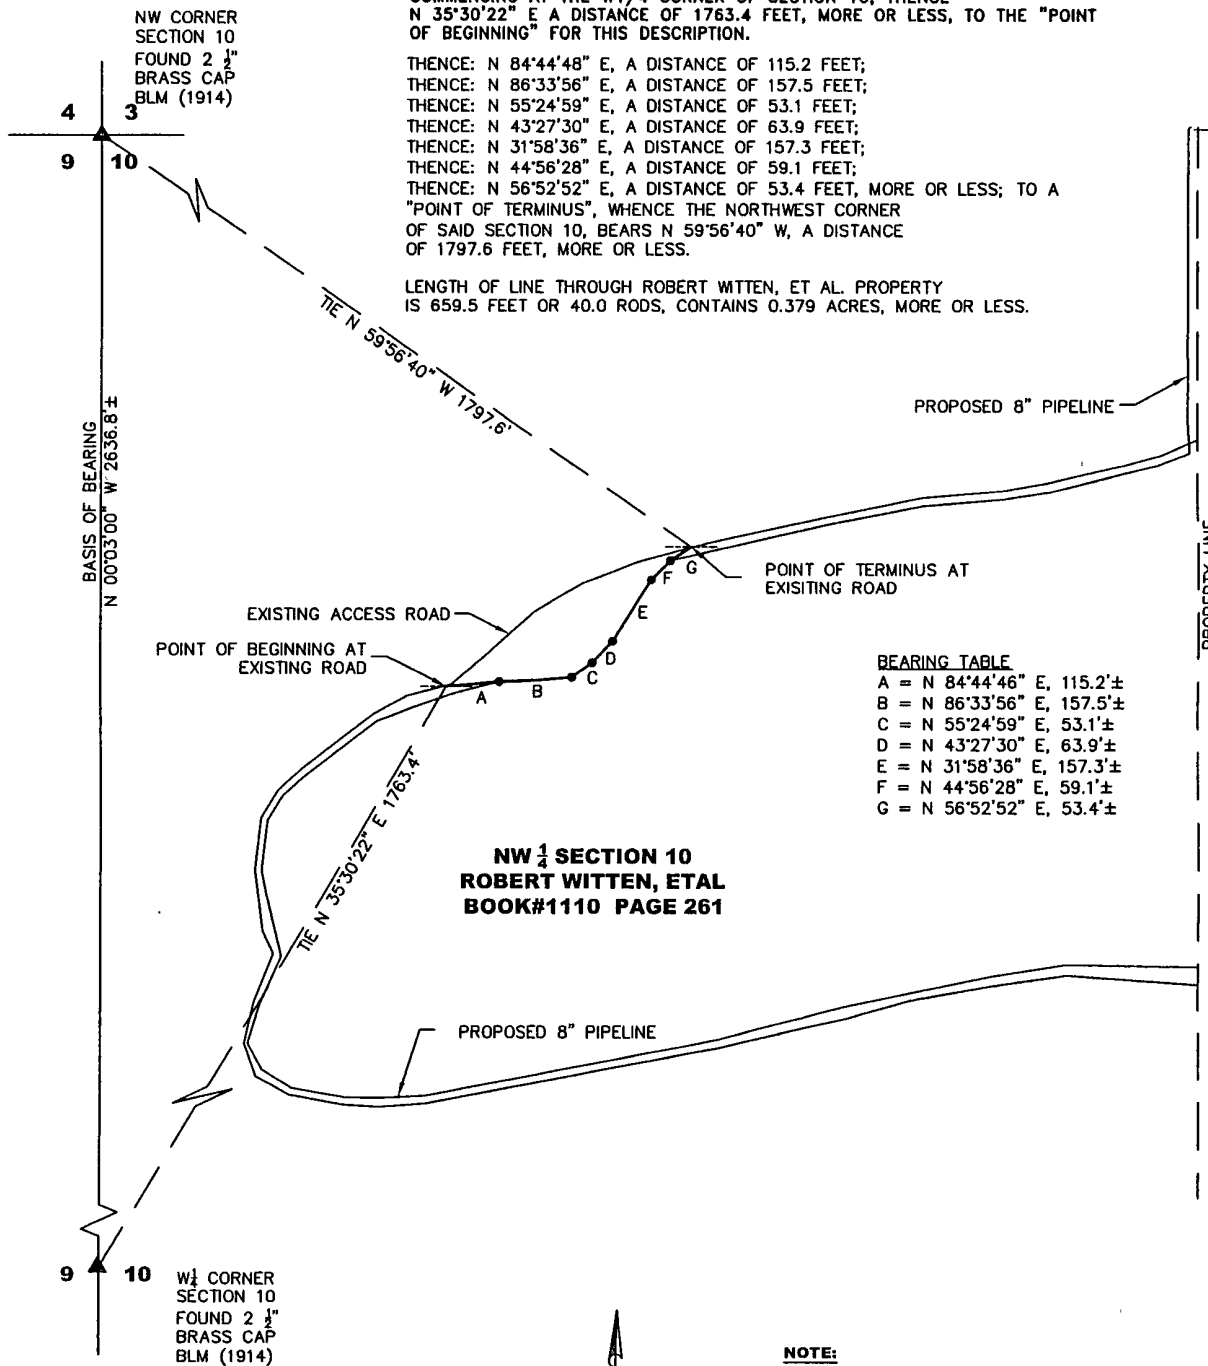 COMMENCING AT THE W1/4 CORNER OF SECTION 10, THENCE
N 35°30'22" E A DISTANCE OF 1763.4 FEET, MORE OR LESS, TO THE "POINT
OF BEGINNING" FOR THIS DESCRIPTION.
THENCE: N 84°44'48" E, A DISTANCE OF 115.2 FEET;
THENCE: N 86°33'56" E, A DISTANCE OF 157.5 FEET;
THENCE: N 55°24'59" E, A DISTANCE OF 53.1 FEET;
THENCE: N 43°27'30" E, A DISTANCE OF 63.9 FEET;
THENCE: N 31°58'36" E, A DISTANCE OF 157.3 FEET;
THENCE: N 44°56'28" E, A DISTANCE OF 59.1 FEET;
THENCE: N 56°52'52" E, A DISTANCE OF 53.4 FEET, MORE OR LESS; TO A
"POINT OF TERMINUS", WHENCE THE NORTHWEST CORNER
OF SAID SECTION 10, BEARS N 59°56'40" W, A DISTANCE
OF 1797.6 FEET, MORE OR LESS.
LENGTH OF LINE THROUGH ROBERT WITTEN, ET AL. PROPERTY
IS 659.5 FEET OR 40.0 RODS, CONTAINS 0.379 ACRES, MORE OR LESS.
NW CORNER
SECTION 10
FOUND 2 ½"
BRASS CAP
BLM (1914)
4 3
9 10
TIE N 59°56'40" W 1797.6'
BASIS OF BEARING
N 00°03'00" W 2636.8'±
PROPOSED 8" PIPELINE
PROPERTY LINE
POINT OF TERMINUS AT
EXISITING ROAD
EXISTING ACCESS ROAD
POINT OF BEGINNING AT
EXISTING ROAD
G
F
E
D
C
B
A
BEARING TABLE
A = N 84°44'46" E, 115.2'±
B = N 86°33'56" E, 157.5'±
C = N 55°24'59" E, 53.1'±
D = N 43°27'30" E, 63.9'±
E = N 31°58'36" E, 157.3'±
F = N 44°56'28" E, 59.1'±
G = N 56°52'52" E, 53.4'±
TIE N 35°30'22" E 1763.4'
NW ¼ SECTION 10
ROBERT WITTEN, ETAL
BOOK#1110 PAGE 261
PROPOSED 8" PIPELINE
9 10
W¼ CORNER
SECTION 10
FOUND 2 ½"
BRASS CAP
BLM (1914)
NOTE: